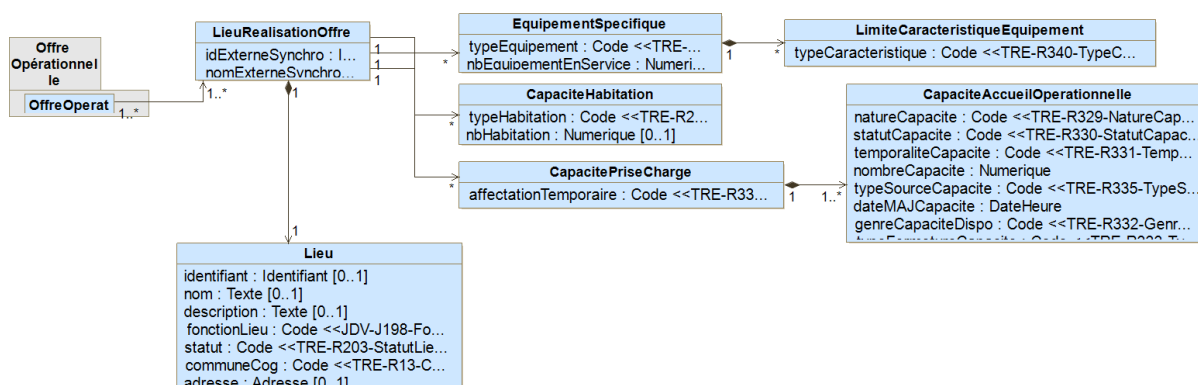 Offre
Opérationnel
le
OffreOperat
1..*
1..*
LieuRealisationOffre
idExterneSynchro : I...
nomExterneSynchro...
1
1
1
1
1
Lieu
identifiant : Identifiant [0..1]
nom : Texte [0..1]
description : Texte [0..1]
fonctionLieu : Code <<JDV-J198-Fo...
statut : Code <<TRE-R203-StatutLie...
communeCog : Code <<TRE-R13-C...
adresse : Adresse [0..1]
*
EquipementSpecifique
typeEquipement : Code <<TRE-...
nbEquipementEnService : Numeri...
1
*
LimiteCaracteristiqueEquipement
typeCaracteristique : Code <<TRE-R340-TypeC...
*
CapaciteHabitation
typeHabitation : Code <<TRE-R2...
nbHabitation : Numerique [0..1]
*
CapacitePriseCharge
affectationTemporaire : Code <<TRE-R33...
1
1..*
CapaciteAccueilOperationnelle
natureCapacite : Code <<TRE-R329-NatureCap...
statutCapacite : Code <<TRE-R330-StatutCapac...
temporaliteCapacite : Code <<TRE-R331-Temp...
nombreCapacite : Numerique
typeSourceCapacite : Code <<TRE-R335-TypeS...
dateMAJCapacite : DateHeure
genreCapaciteDispo : Code <<TRE-R332-Genr...